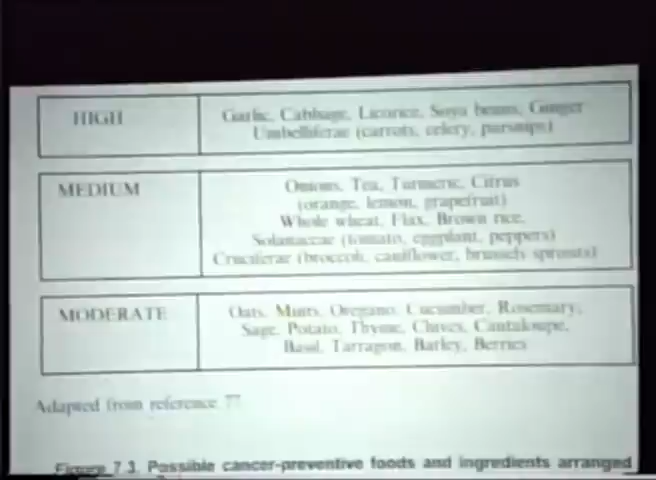 HIGH
Garlic, Cabbage, Licorice, Soya beans, Ginger
Umbelliferae (carrots, celery, parsnips)
MEDIUM
Onions, Tea, Turmeric, Citrus
(orange, lemon, grapefruit)
Whole wheat, Flax, Brown rice,
Solanaceae (tomato, eggplant, peppers)
Cruciferae (broccoli, cauliflower, brussels sprouts)
MODERATE
Oats, Mints, Oregano, Cucumber, Rosemary,
Sage, Potato, Thyme, Chives, Cantaloupe,
Basil, Tarragon, Barley, Berries
Adapted from reference 77
Figure 7.3. Possible cancer-preventive foods and ingredients arranged